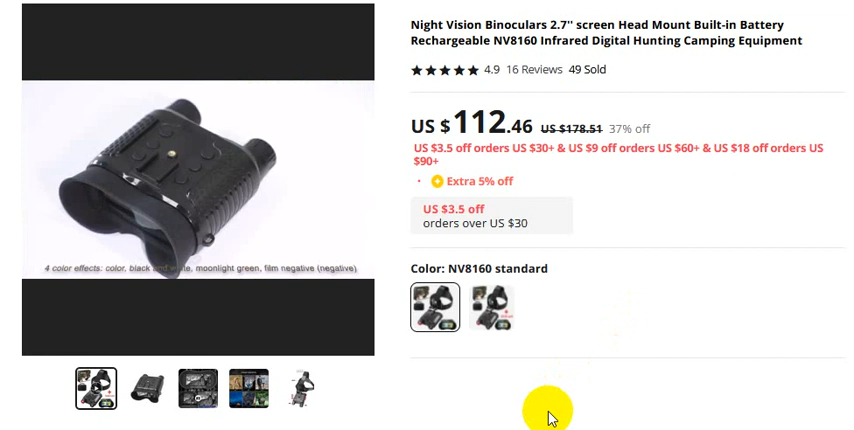 Night Vision Binoculars 2.7'' screen Head Mount Built-in Battery
Rechargeable NV8160 Infrared Digital Hunting Camping Equipment
4.9 16 Reviews 49 Sold
US $112.46 US $178.51 37% off
US $3.5 off orders US $30+ & US $9 off orders US $60+ & US $18 off orders US
$90+
· Extra 5% off
US $3.5 off
orders over US $30
Color: NV8160 standard
4 color effects: color, black and white, moonlight green, film negative (negative)